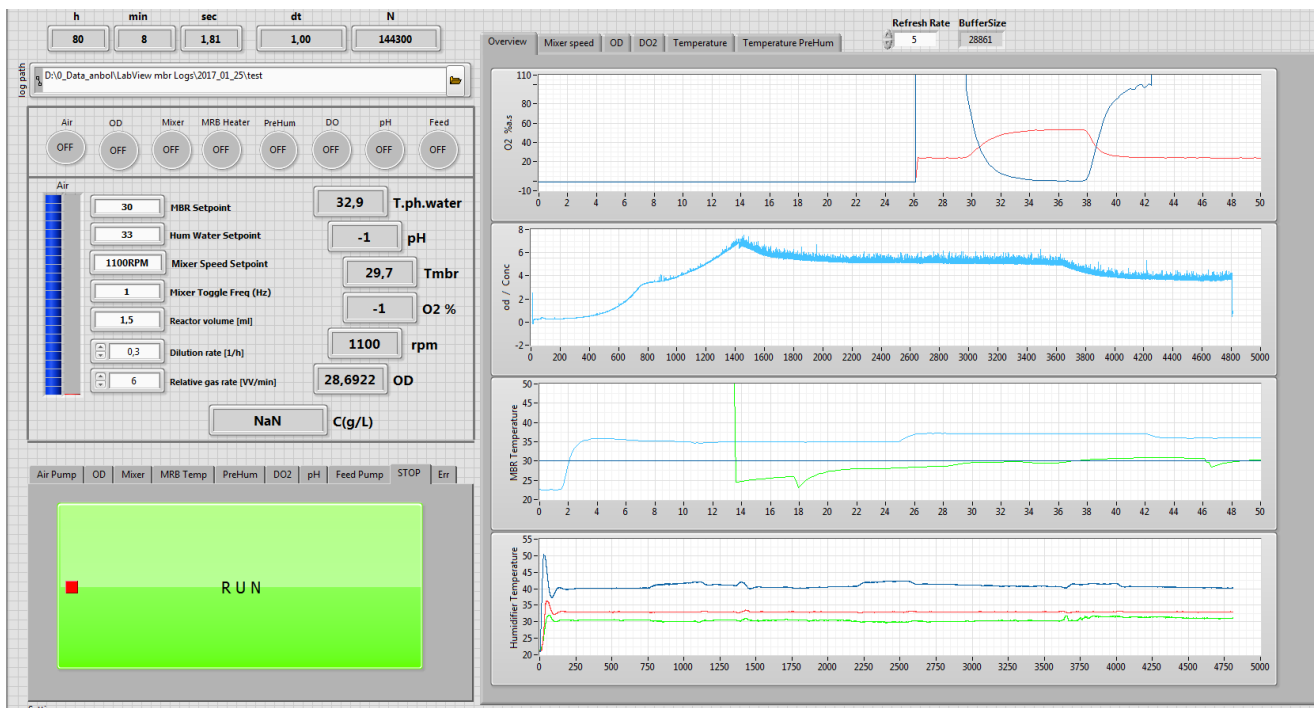 h min sec dt N
80 8 1,81 1,00 144300
log path
D:\0_Data_anbol\LabView mbr Logs\2017_01_25\test
Air OD Mixer MRB Heater PreHum DO pH Feed
OFF OFF OFF OFF OFF OFF OFF OFF
Air
30 MBR Setpoint
33 Hum Water Setpoint
1100RPM Mixer Speed Setpoint
1 Mixer Toggle Freq (Hz)
1,5 Reactor volume [ml]
0,3 Dilution rate [1/h]
6 Relative gas rate [VV/min]
32,9 T.ph.water
-1 pH
29,7 Tmbr
-1 O2 %
1100 rpm
28,6922 OD
NaN C(g/L)
Air Pump OD Mixer MRB Temp PreHum DO2 pH Feed Pump STOP Err
R U N
Refresh Rate BufferSize
5 28861
Overview Mixer speed OD DO2 Temperature Temperature PreHum
O2 %a.s
110
80
60
40
20
-10
0 2 4 6 8 10 12 14 16 18 20 22 24 26 28 30 32 34 36 38 40 42 44 46 48 50
od / Conc
8
6
4
2
0
-2
0 200 400 600 800 1000 1200 1400 1600 1800 2000 2200 2400 2600 2800 3000 3200 3400 3600 3800 4000 4200 4400 4600 4800 5000
MBR Temperature
50
45
40
35
30
25
20
0 2 4 6 8 10 12 14 16 18 20 22 24 26 28 30 32 34 36 38 40 42 44 46 48 50
Humidifier Temperature
55
50
45
40
35
30
25
20
0 250 500 750 1000 1250 1500 1750 2000 2250 2500 2750 3000 3250 3500 3750 4000 4250 4500 4750 5000